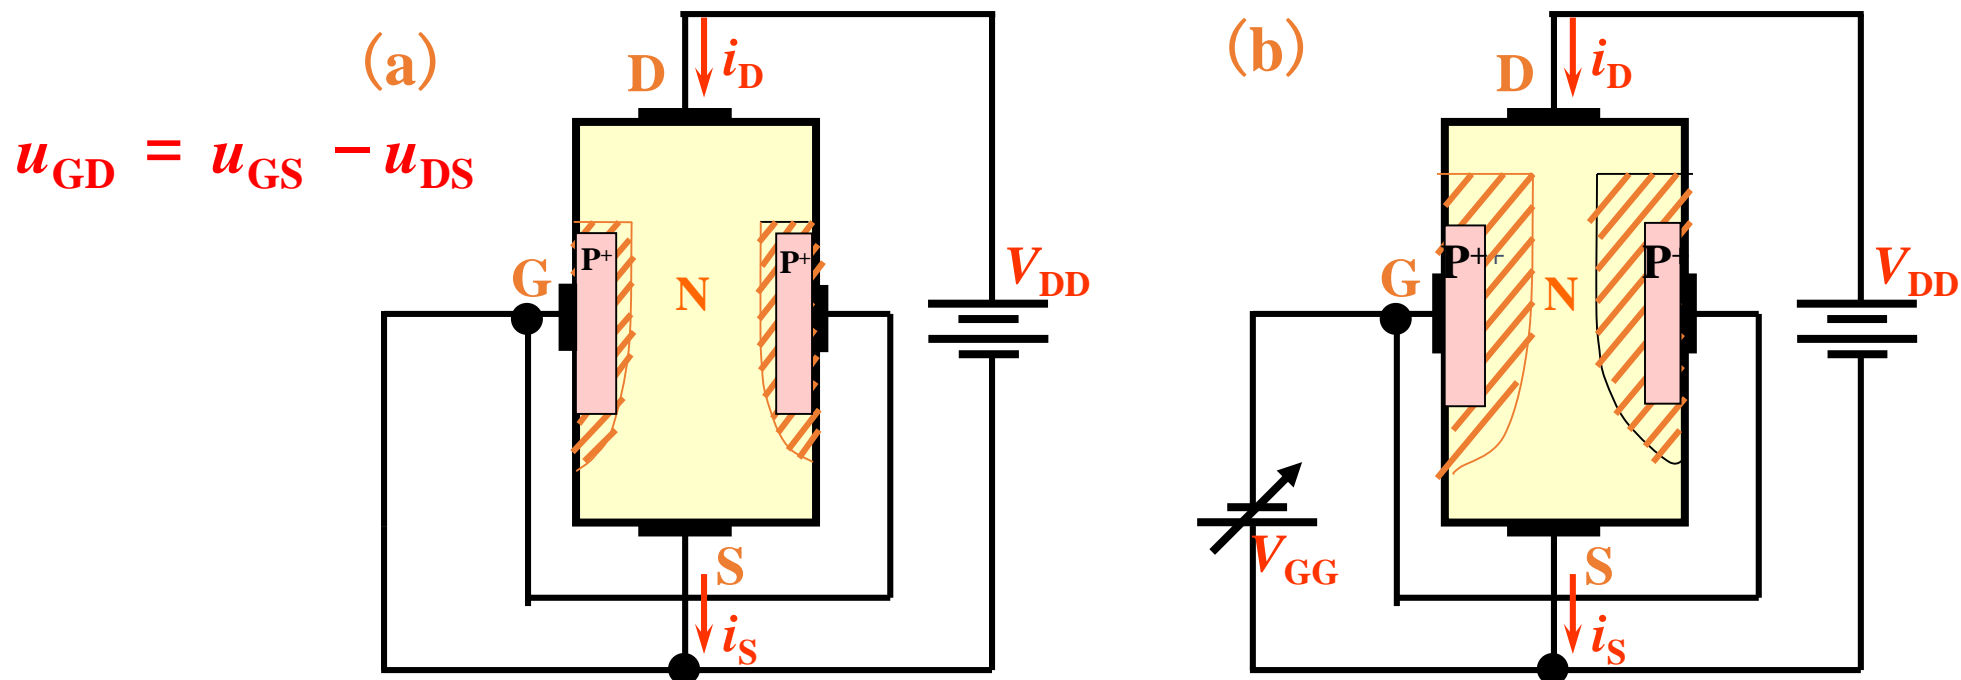 (a)
D
iD
uGD = uGS − uDS
P+
P+
G
N
VDD
S
iS
(b)
D
iD
P++
P+
G
N
VDD
VGG
S
iS